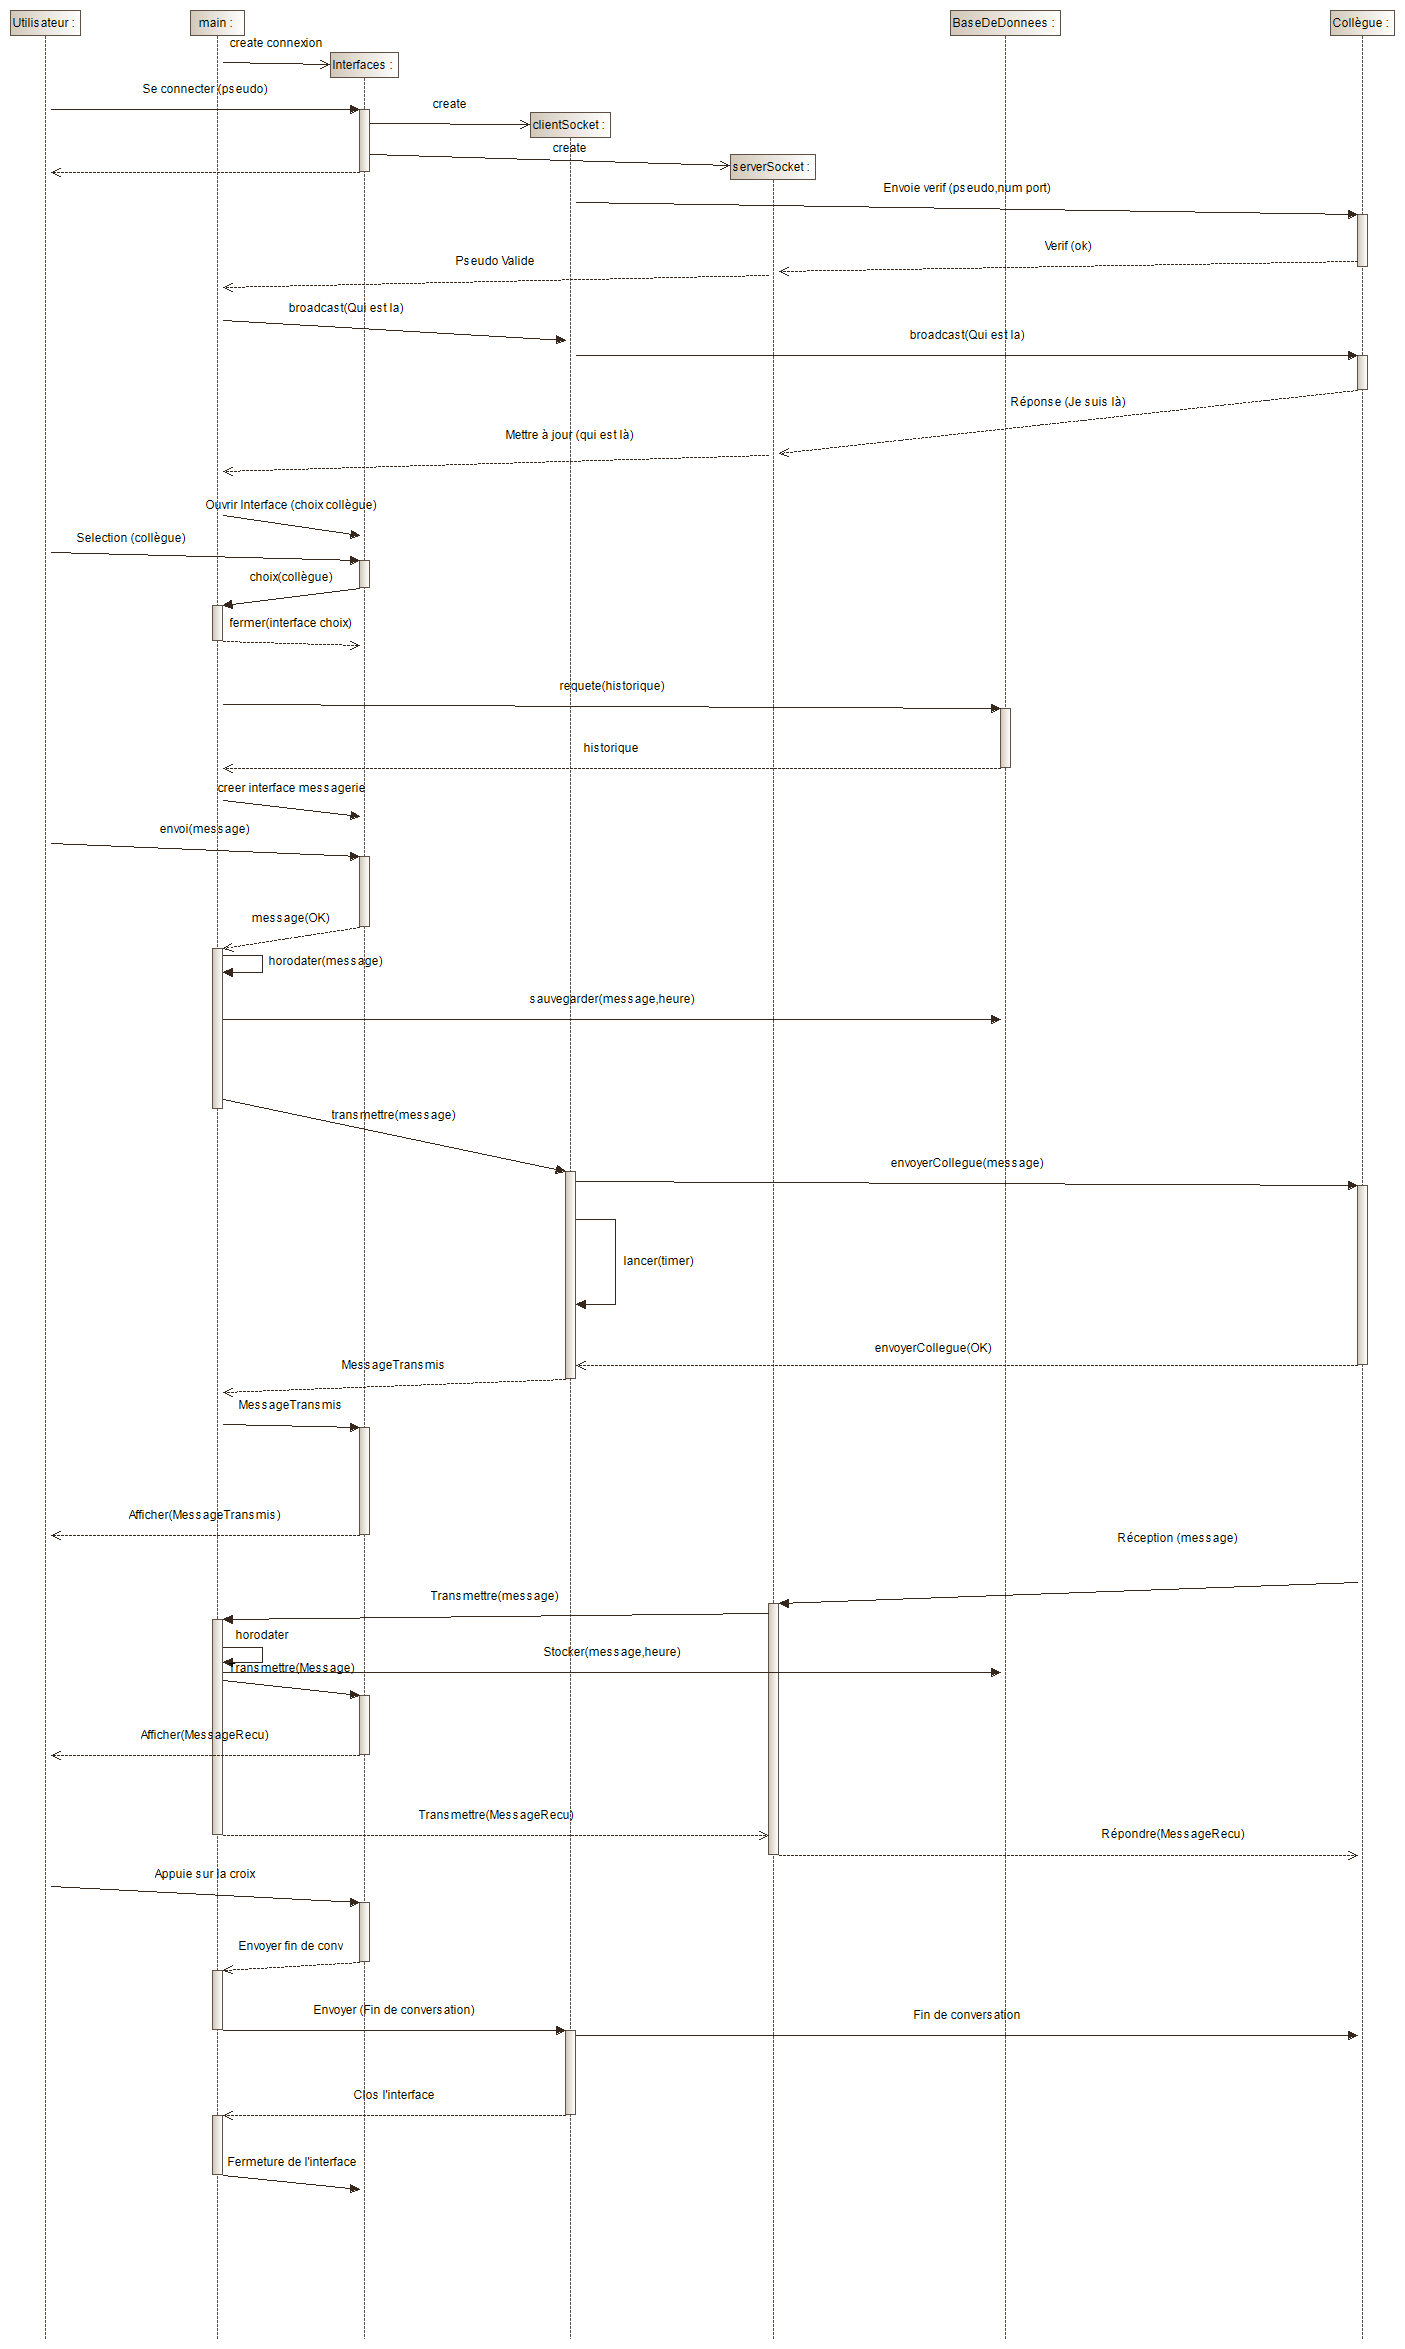 Utilisateur :
main :
BaseDeDonnees :
Collègue :
create connexion
Interfaces :
Se connecter (pseudo)
create
clientSocket :
create
serverSocket :
Envoie verif (pseudo,num port)
Verif (ok)
Pseudo Valide
broadcast(Qui est la)
broadcast(Qui est la)
Réponse (Je suis là)
Mettre à jour (qui est là)
Ouvrir Interface (choix collègue)
Selection (collègue)
choix(collègue)
fermer(interface choix)
requete(historique)
historique
creer interface messagerie
envoi(message)
message(OK)
horodater(message)
sauvegarder(message,heure)
transmettre(message)
envoyerCollegue(message)
lancer(timer)
envoyerCollegue(OK)
MessageTransmis
MessageTransmis
Afficher(MessageTransmis)
Réception (message)
Transmettre(message)
horodater
Stocker(message,heure)
Transmettre(Message)
Afficher(MessageRecu)
Transmettre(MessageRecu)
Répondre(MessageRecu)
Appuie sur la croix
Envoyer fin de conv
Envoyer (Fin de conversation)
Fin de conversation
Clos l'interface
Fermeture de l'interface